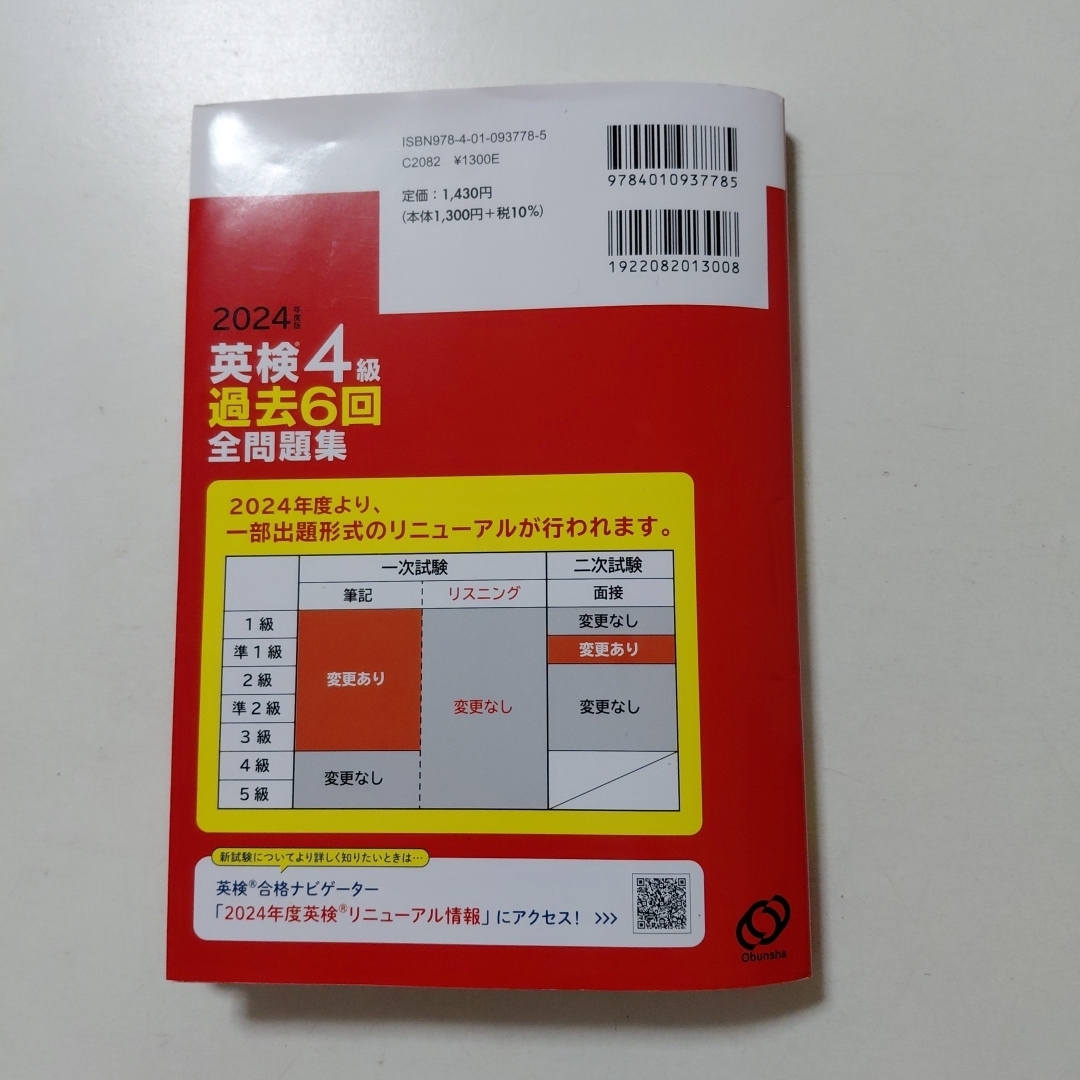 ISBN978-4-01-093778-5
C2082 ¥1300E
定価：1,430円
(本体1,300円＋税10%)
9784010937785
1922082013008
2024年度版
英検®4級
過去6回
全問題集
2024年度より、
一部出題形式のリニューアルが行われます。
一次試験 二次試験
筆記 リスニング 面接
1級
準1級
2級
準2級
3級
4級
5級
変更あり
変更なし
変更なし
変更なし
変更あり
変更なし
新試験についてより詳しく知りたいときは…
英検®合格ナビゲーター
「2024年度英検®リニューアル情報」にアクセス！ >>>
Obunsha